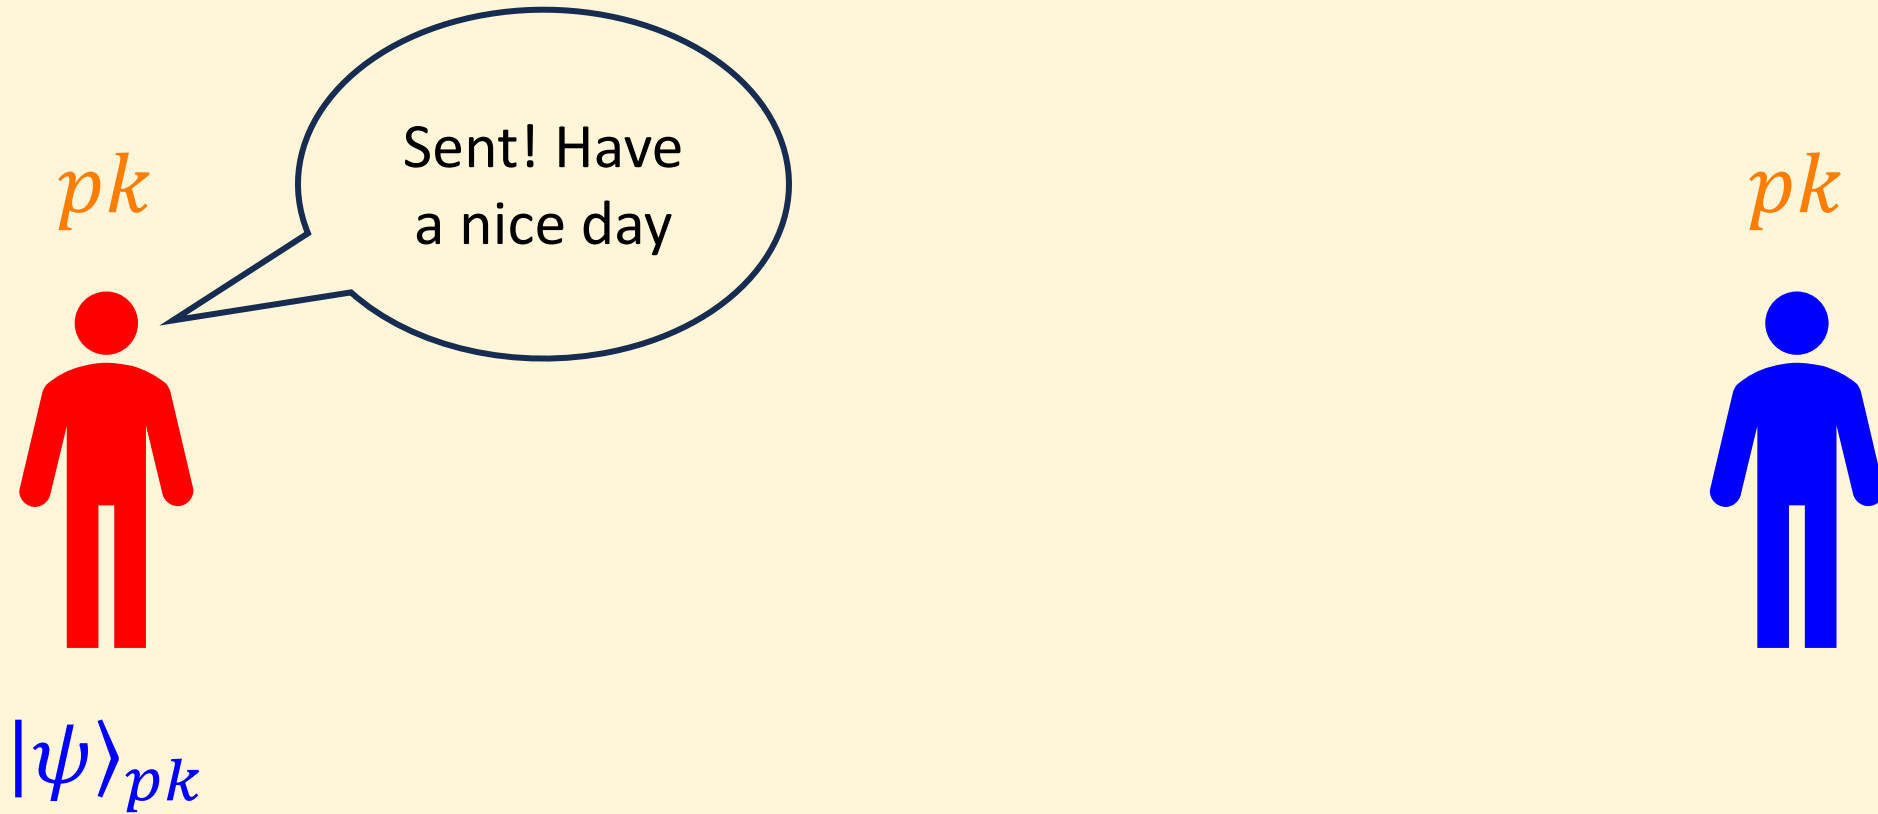 Sent! Have
a nice day
pk
pk
|ψ⟩pk